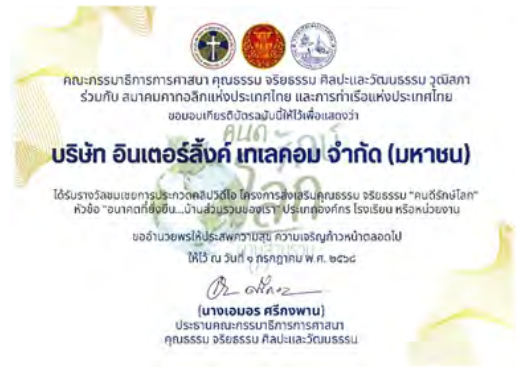 คณะกรรมาธิการการศาสนา คุณธรรม จริยธรรม ศิลปะและวัฒนธรรม วุฒิสภา
ร่วมกับ สมาคมคาทอลิกแห่งประเทศไทย และการท่าเรือแห่งประเทศไทย
ขอมอบเกียรติบัตรฉบับนี้ให้ไว้เพื่อแสดงว่า
คนดี รักษ์
บริษัท อินเตอร์ลิ้งค์ เทเลคอม จำกัด (มหาชน)
โลก
ได้รับรางวัลชมเชยการประกวดคลิปวิดีโอ โครงการส่งเสริมคุณธรรม จริยธรรม “คนดีรักษ์โลก”
หัวข้อ “อนาคตที่ยั่งยืน...บ้านส่วนรวมของเรา” ประเภทองค์กร โรงเรียน หรือหน่วยงาน
ขออำนวยพรให้ประสพความสุข ความเจริญก้าวหน้าตลอดไป
ให้ไว้ ณ วันที่ ๑ กรกฎาคม พ.ศ. ๒๕๖๘
(นางเอมอร ศรีกงพาน)
ประธานคณะกรรมาธิการการศาสนา
คุณธรรม จริยธรรม ศิลปะและวัฒนธรรม